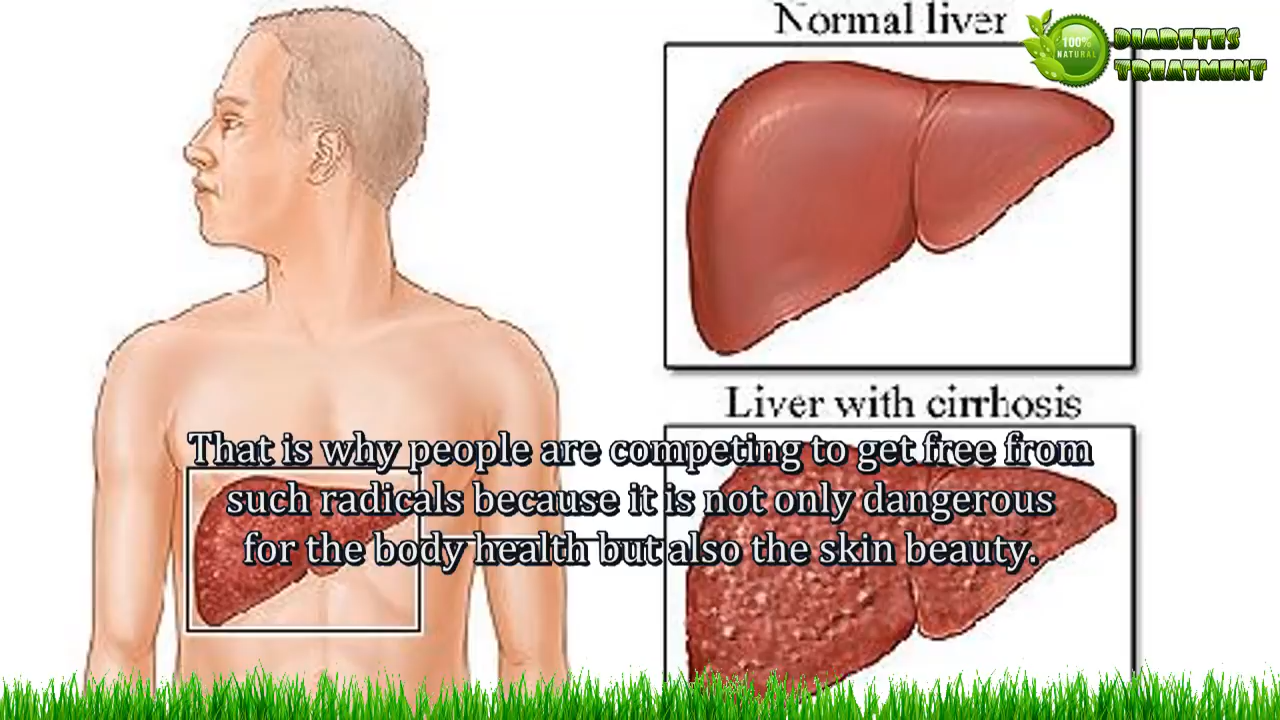 Normal liver
100%
NATURAL
DIABETES
TREATMENT
Liver with cirrhosis
That is why people are competing to get free from
such radicals because it is not only dangerous
for the body health but also the skin beauty.